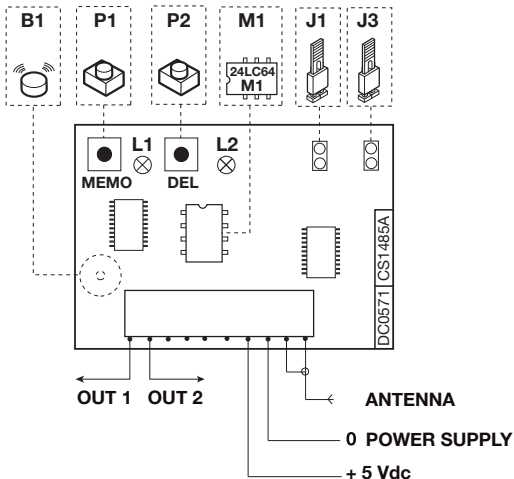 B1 P1 P2 M1 J1 J3
24LC64
M1
L1 L2
MEMO DEL
DC0571 CS1485A
OUT 1 OUT 2
ANTENNA
0 POWER SUPPLY
+ 5 Vdc